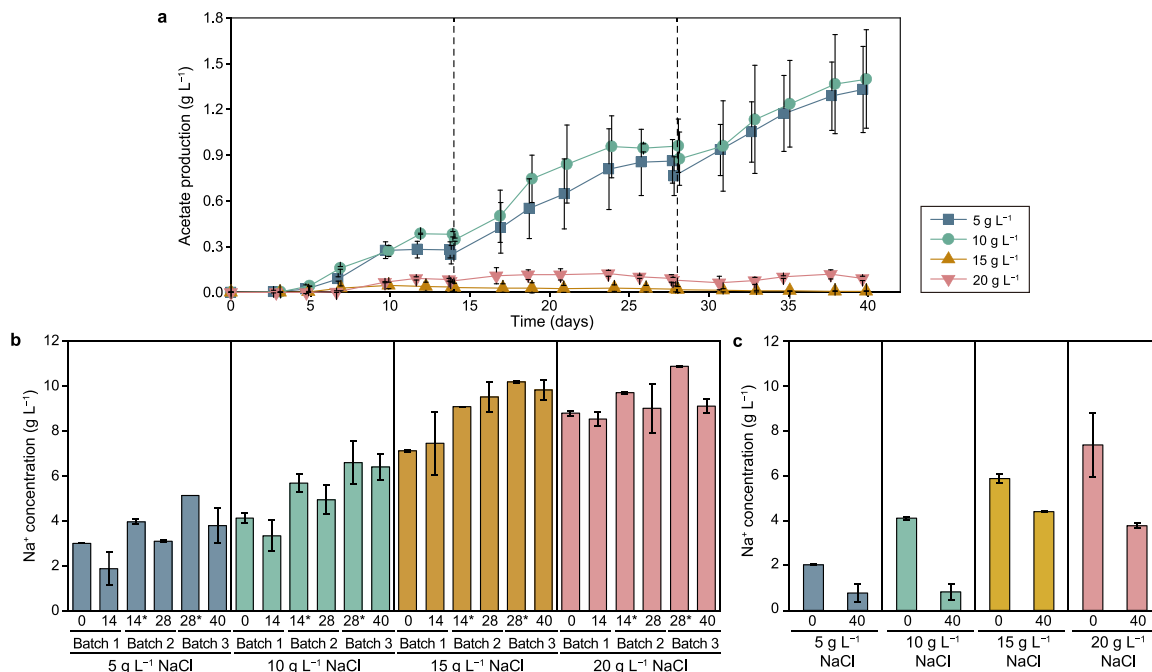 a
1.8
1.5
1.2
0.9
0.6
0.3
0.0
Acetate production (g L⁻¹)
0 5 10 15 20 25 30 35 40
Time (days)
5 g L⁻¹
10 g L⁻¹
15 g L⁻¹
20 g L⁻¹
b
12
10
8
6
4
2
0
Na⁺ concentration (g L⁻¹)
0 14 14* 28 28* 40 0 14 14* 28 28* 40 0 14 14* 28 28* 40 0 14 14* 28 28* 40
Batch 1 Batch 2 Batch 3 Batch 1 Batch 2 Batch 3 Batch 1 Batch 2 Batch 3 Batch 1 Batch 2 Batch 3
5 g L⁻¹ NaCl 10 g L⁻¹ NaCl 15 g L⁻¹ NaCl 20 g L⁻¹ NaCl
c
12
10
8
6
4
2
0
Na⁺ concentration (g L⁻¹)
0 40 0 40 0 40 0 40
5 g L⁻¹ 10 g L⁻¹ 15 g L⁻¹ 20 g L⁻¹
NaCl NaCl NaCl NaCl